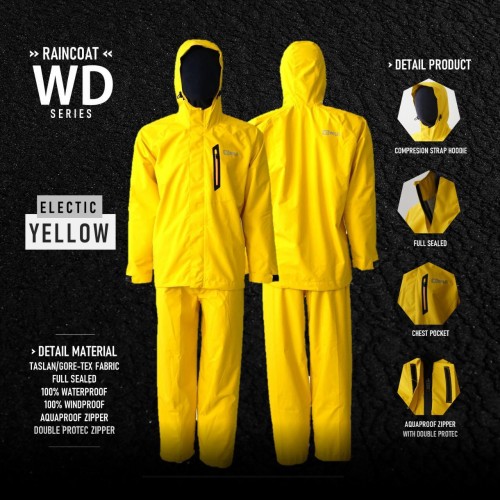 ›› RAINCOAT ‹‹
WD
SERIES
ELECTIC
YELLOW
› DETAIL MATERIAL
TASLAN/GORE-TEX FABRIC
FULL SEALED
100% WATERPROOF
100% WINDPROOF
AQUAPROOF ZIPPER
DOUBLE PROTEC ZIPPER
› DETAIL PRODUCT
COMPRESION STRAP HOODIE
FULL SEALED
CHEST POCKET
AQUAPROOF ZIPPER
WITH DOUBLE PROTEC